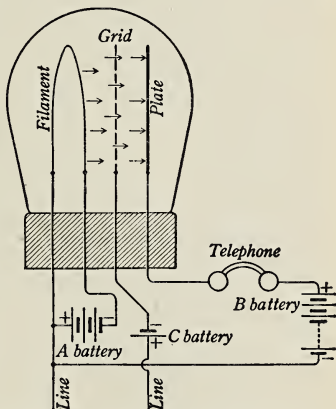 Grid
Filament
Plate
Telephone
+
B battery
-
+ -
A battery
-
+
C battery
Line
Line